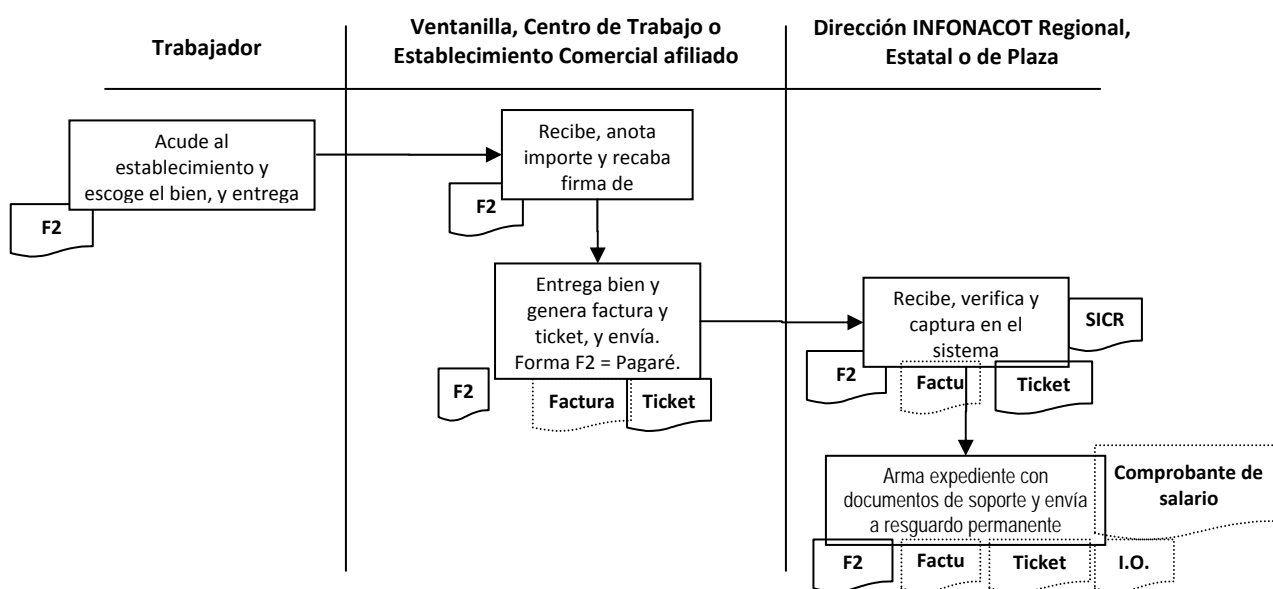 Trabajador
Ventanilla, Centro de Trabajo o
Establecimiento Comercial afiliado
Dirección INFONACOT Regional,
Estatal o de Plaza
Acude al
establecimiento y
escoge el bien, y entrega
F2
Recibe, anota
importe y recaba
firma de
F2
Entrega bien y
genera factura y
ticket, y envía.
Forma F2 = Pagaré.
F2
Factura
Ticket
Recibe, verifica y
captura en el
sistema
SICR
F2
Factu
Ticket
Arma expediente con
documentos de soporte y envía
a resguardo permanente
Comprobante de
salario
F2
Factu
Ticket
I.O.